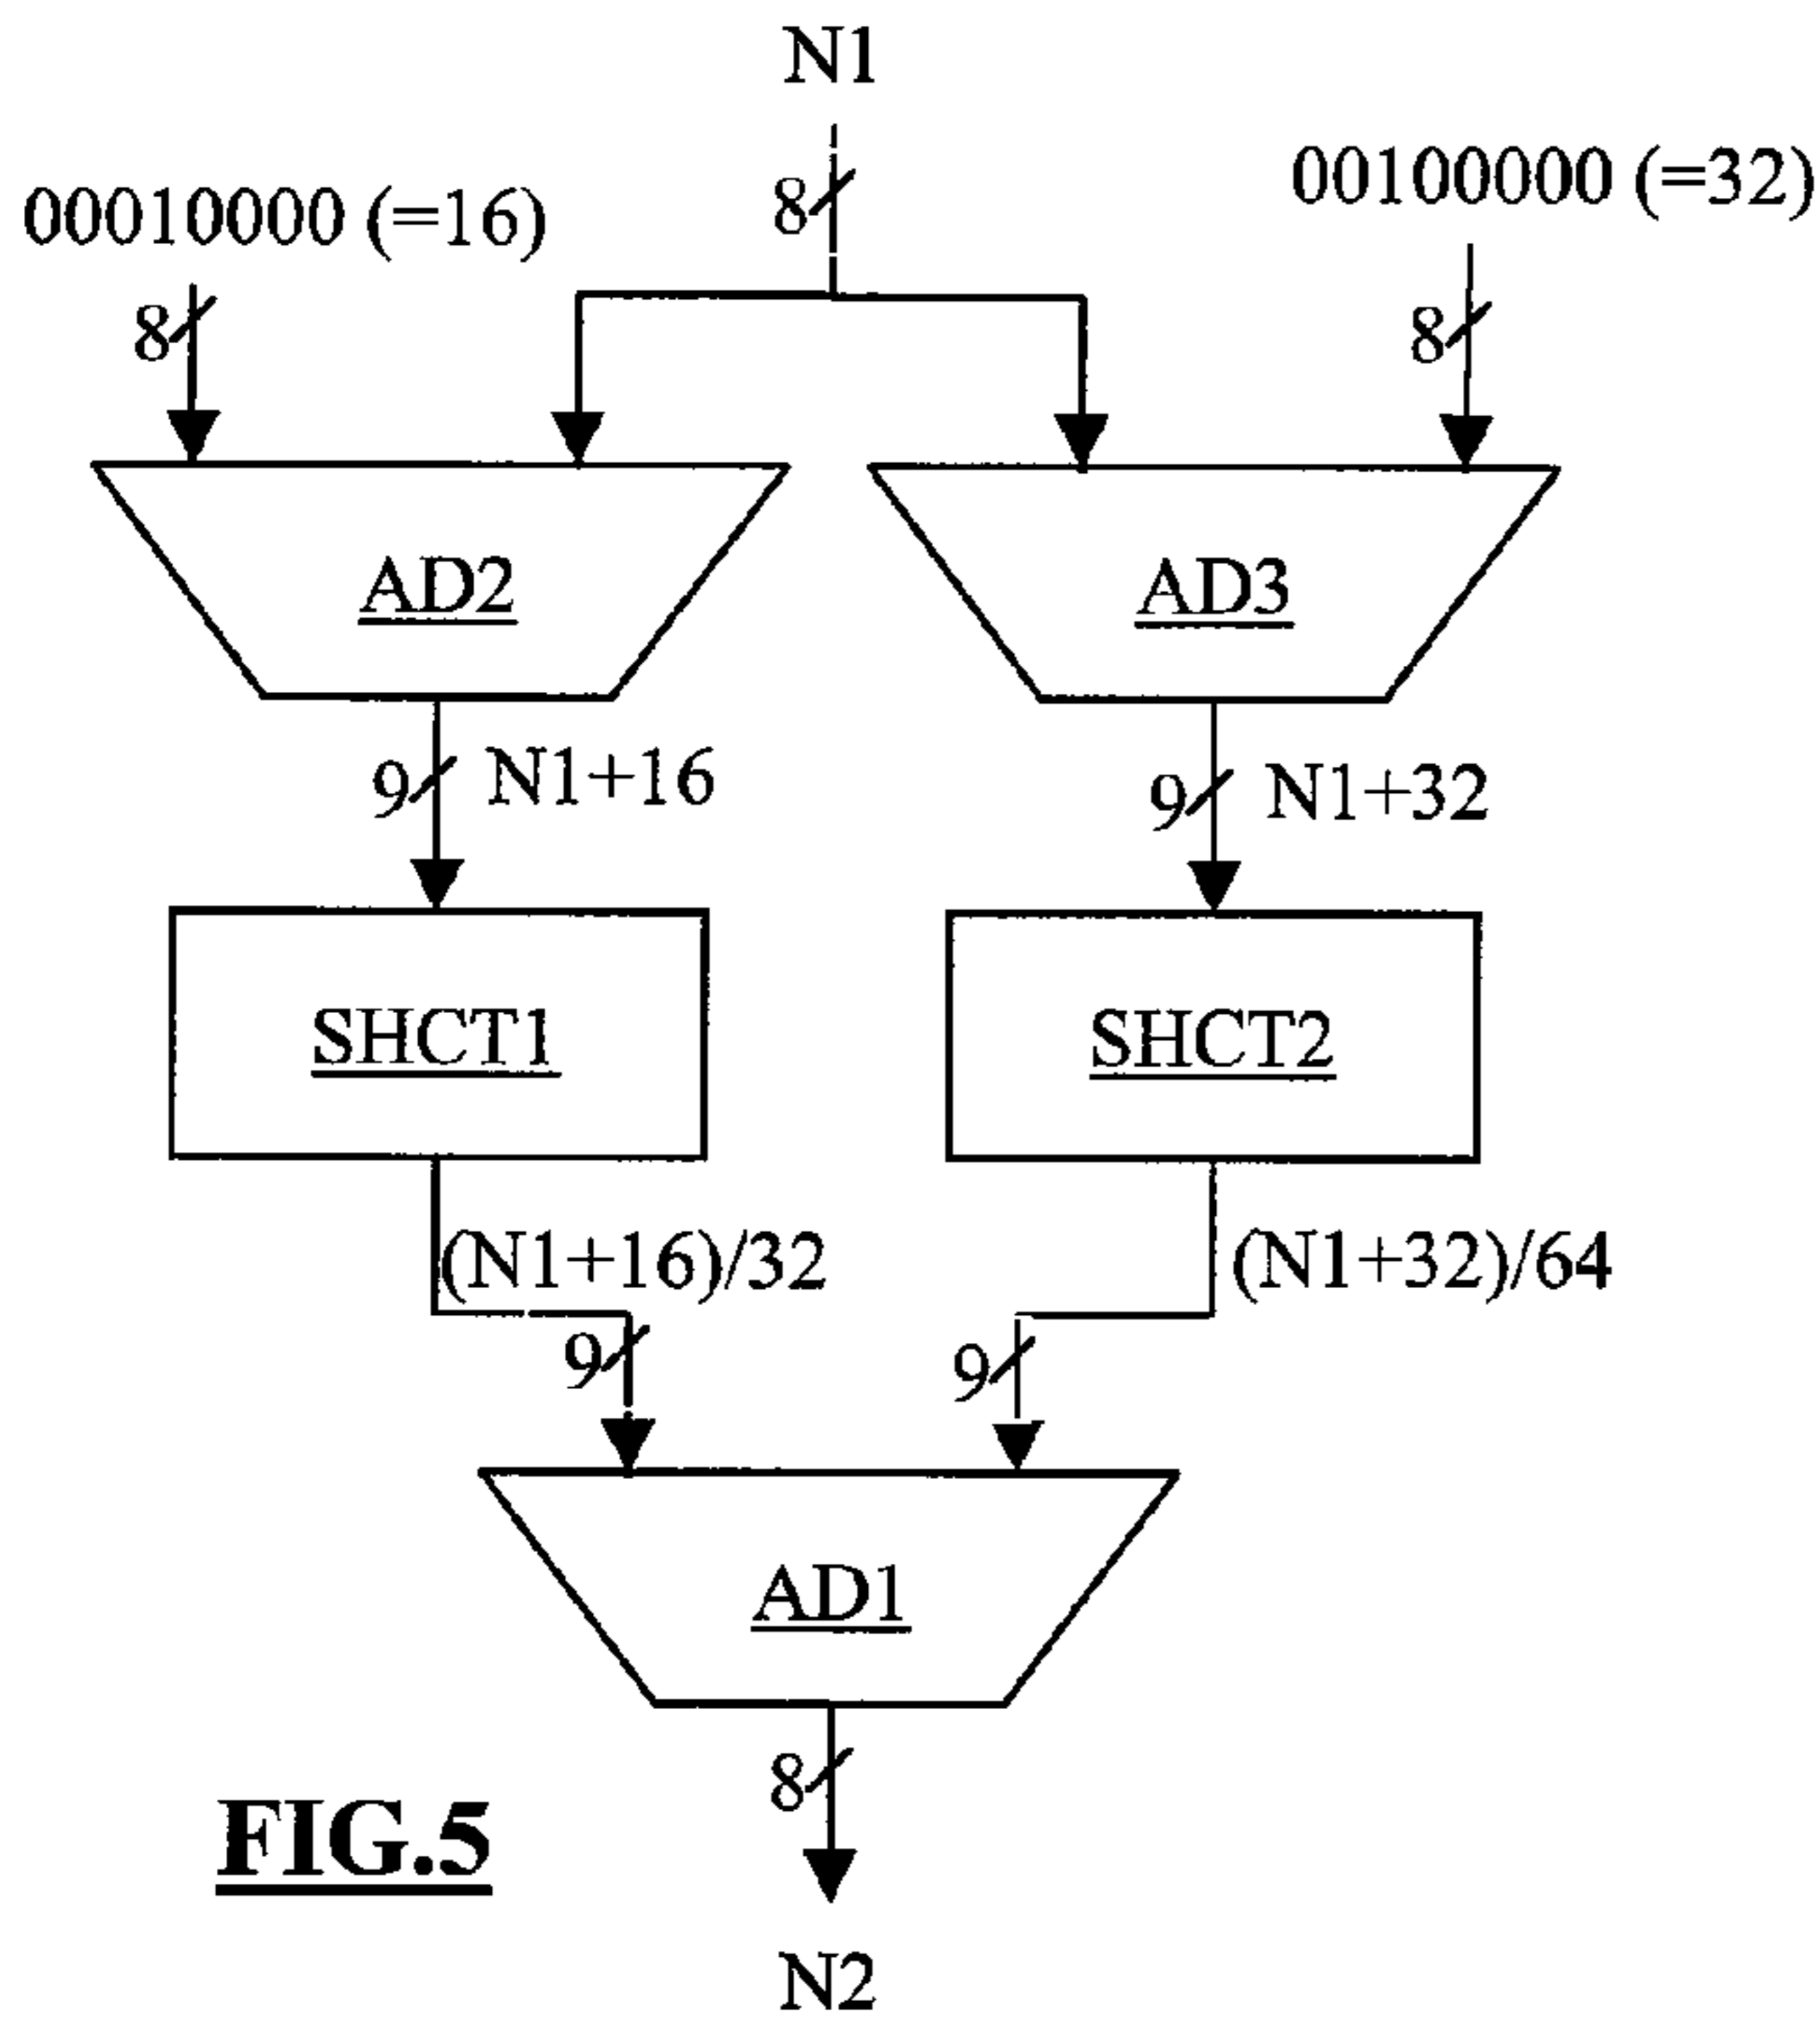 N1
00100000 (=32)
00010000 (=16)
8
8
8
AD2
AD3
9
N1+16
9
N1+32
SHCT1
SHCT2
(N1+16)/32
(N1+32)/64
9
9
AD1
8
FIG.5
N2